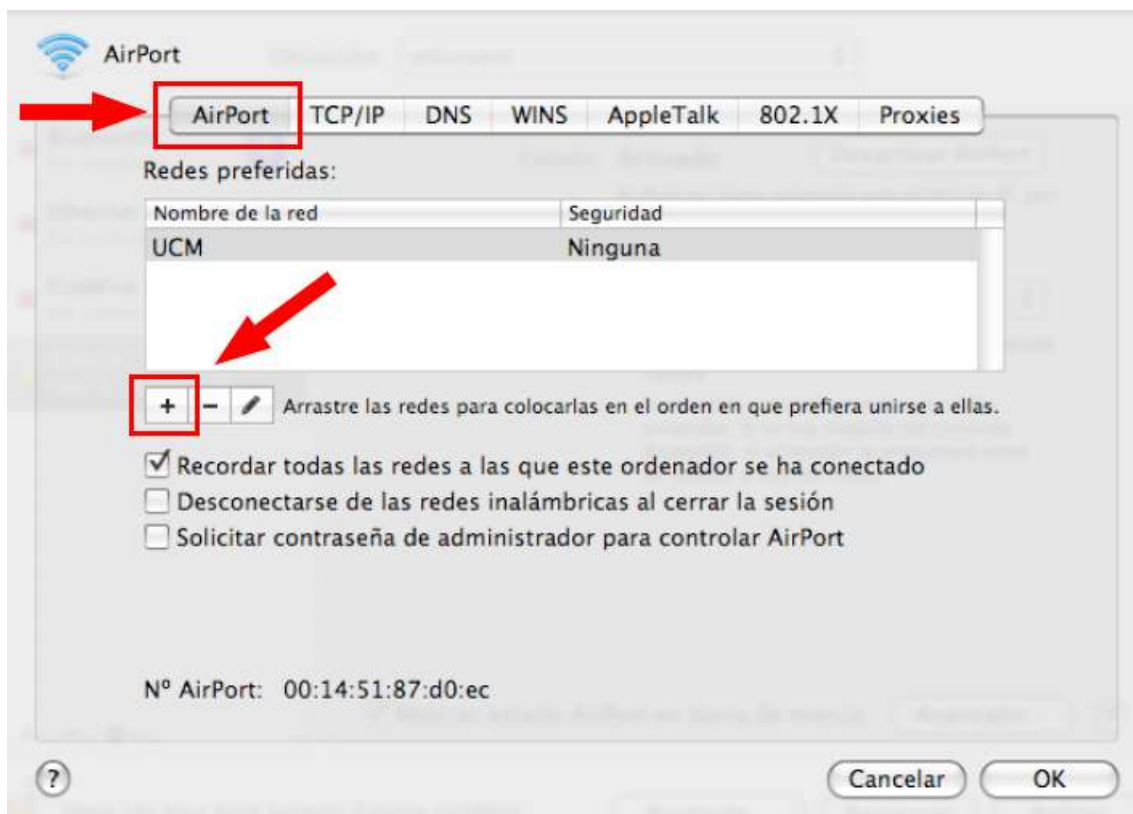 AirPort
AirPort TCP/IP DNS WINS AppleTalk 802.1X Proxies
Redes preferidas:
Nombre de la red Seguridad
UCM Ninguna
+ − Arrastre las redes para colocarlas en el orden en que prefiera unirse a ellas.
Recordar todas las redes a las que este ordenador se ha conectado
Desconectarse de las redes inalámbricas al cerrar la sesión
Solicitar contraseña de administrador para controlar AirPort
Nº AirPort: 00:14:51:87:d0:ec
? Cancelar OK